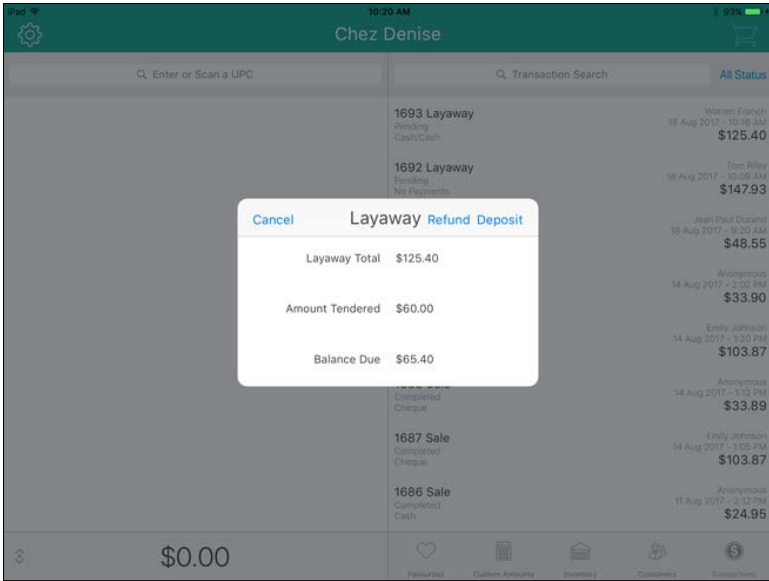 iPad 10:20 AM 93%
Chez Denise
Enter or Scan a UPC
Transaction Search All Status
1693 Layaway Warren French
Pending 18 Aug 2017 - 10:16 AM
Cash/Cash $125.40
1692 Layaway Tom Riley
Pending 18 Aug 2017 - 10:09 AM
No Payments $147.93
Jean Paul Durand
18 Aug 2017 - 9:20 AM
$48.55
Anonymous
14 Aug 2017 - 2:02 PM
$33.90
Emily Johnson
14 Aug 2017 - 1:20 PM
$103.87
Cancel Layaway Refund Deposit
Layaway Total $125.40
Amount Tendered $60.00
Balance Due $65.40
Anonymous
Completed 14 Aug 2017 - 1:12 PM
Cheque $33.89
1687 Sale Emily Johnson
Completed 14 Aug 2017 - 1:05 PM
Cheque $103.87
1686 Sale Anonymous
Completed 11 Aug 2017 - 2:12 PM
Cash $24.95
$0.00
Favourites Custom Amounts Inventory Customers Transactions